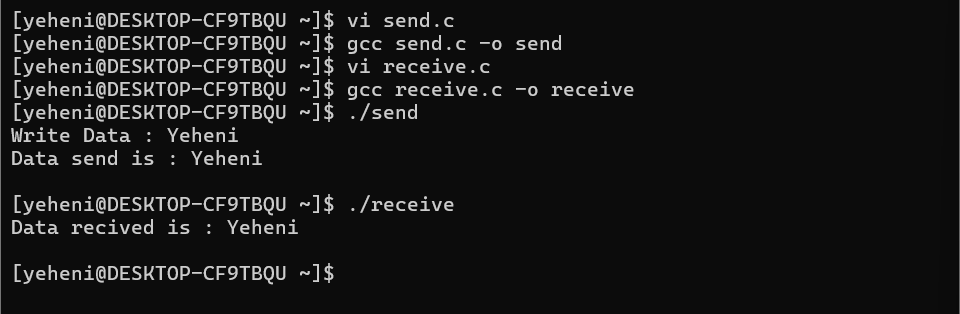 [yeheni@DESKTOP-CF9TBQU ~]$ vi send.c
[yeheni@DESKTOP-CF9TBQU ~]$ gcc send.c -o send
[yeheni@DESKTOP-CF9TBQU ~]$ vi receive.c
[yeheni@DESKTOP-CF9TBQU ~]$ gcc receive.c -o receive
[yeheni@DESKTOP-CF9TBQU ~]$ ./send
Write Data : Yeheni
Data send is : Yeheni
[yeheni@DESKTOP-CF9TBQU ~]$ ./receive
Data recived is : Yeheni
[yeheni@DESKTOP-CF9TBQU ~]$